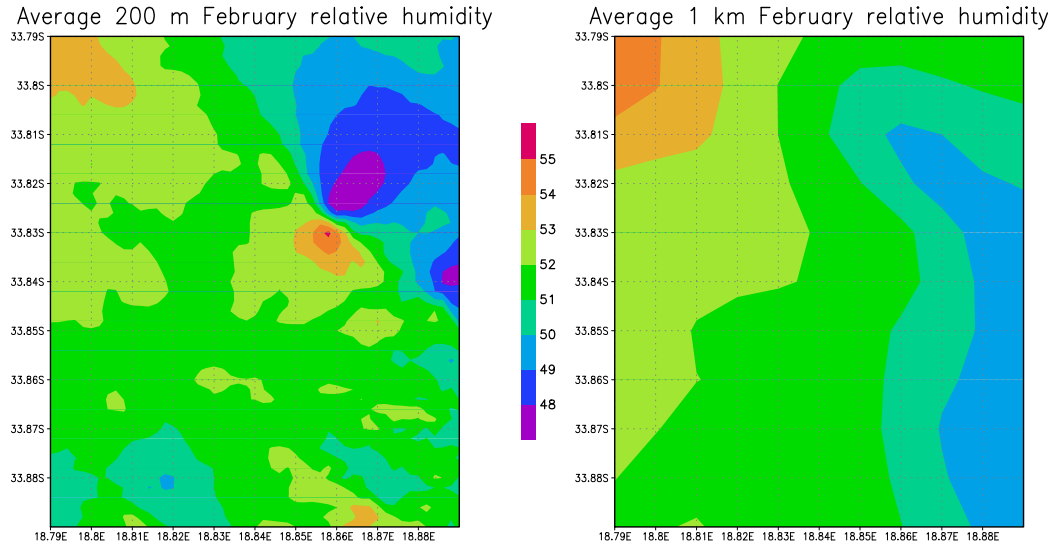 Average 200 m February relative humidity
33.79S
33.8S
33.81S
33.82S
33.83S
33.84S
33.85S
33.86S
33.87S
33.88S
18.79E 18.8E 18.81E 18.82E 18.83E 18.84E 18.85E 18.86E 18.87E 18.88E
55
54
53
52
51
50
49
48
Average 1 km February relative humidity
33.79S
33.8S
33.81S
33.82S
33.83S
33.84S
33.85S
33.86S
33.87S
33.88S
18.79E 18.8E 18.81E 18.82E 18.83E 18.84E 18.85E 18.86E 18.87E 18.88E